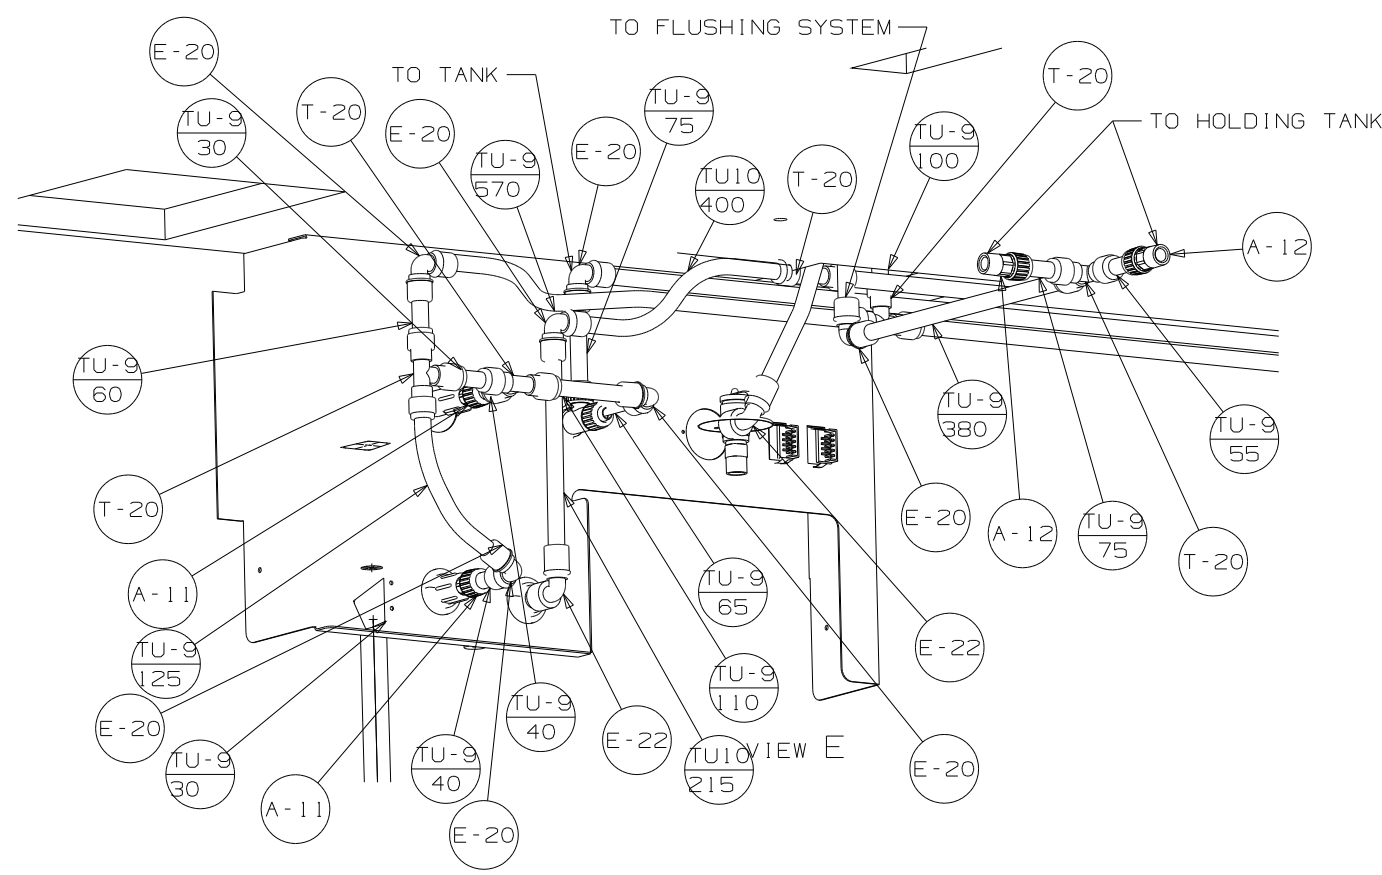 TO FLUSHING SYSTEM
E-20
TO TANK
T-20
TU-9
75
TU-9
30
T-20
E-20
E-20
TU-9
100
TO HOLDING TANK
TU-9
570
TU10
400
T-20
A-12
TU-9
60
TU-9
380
TU-9
55
T-20
E-20
A-12
TU-9
75
T-20
A-11
TU-9
65
TU-9
125
E-22
TU-9
110
E-20
TU-9
40
E-22
VIEW E
TU-9
30
TU-9
40
TU10
215
E-20
A-11
E-20